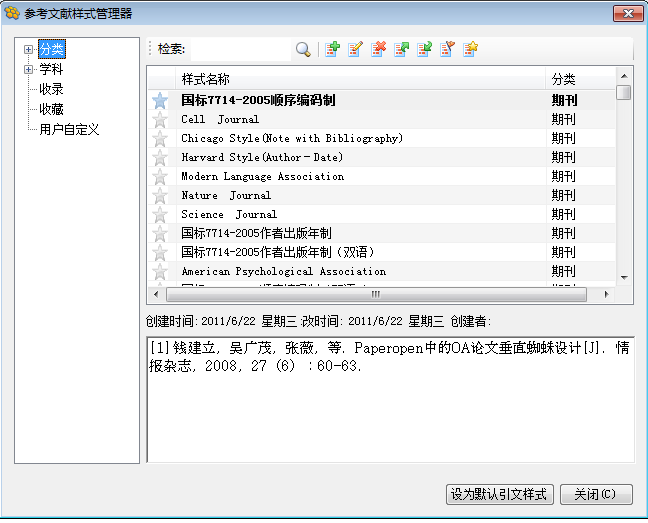 参考文献样式管理器
分类
学科
收录
收藏
用户自定义
检索:
样式名称 分类
国标7714-2005顺序编码制 期刊
Cell Journal 期刊
Chicago Style(Note with Bibliography) 期刊
Harvard Style(Author-Date) 期刊
Modern Language Association 期刊
Nature Journal 期刊
Science Journal 期刊
国标7714-2005作者出版年制 期刊
国标7714-2005作者出版年制（双语） 期刊
American Psychological Association 期刊
创建时间: 2011/6/22 星期三 改时间: 2011/6/22 星期三 创建者:
[1] 钱建立, 吴广茂, 张薇, 等. Paperopen中的OA论文垂直蜘蛛设计[J]. 情
报杂志, 2008, 27 (6) :60-63.
设为默认引文样式 关闭(C)